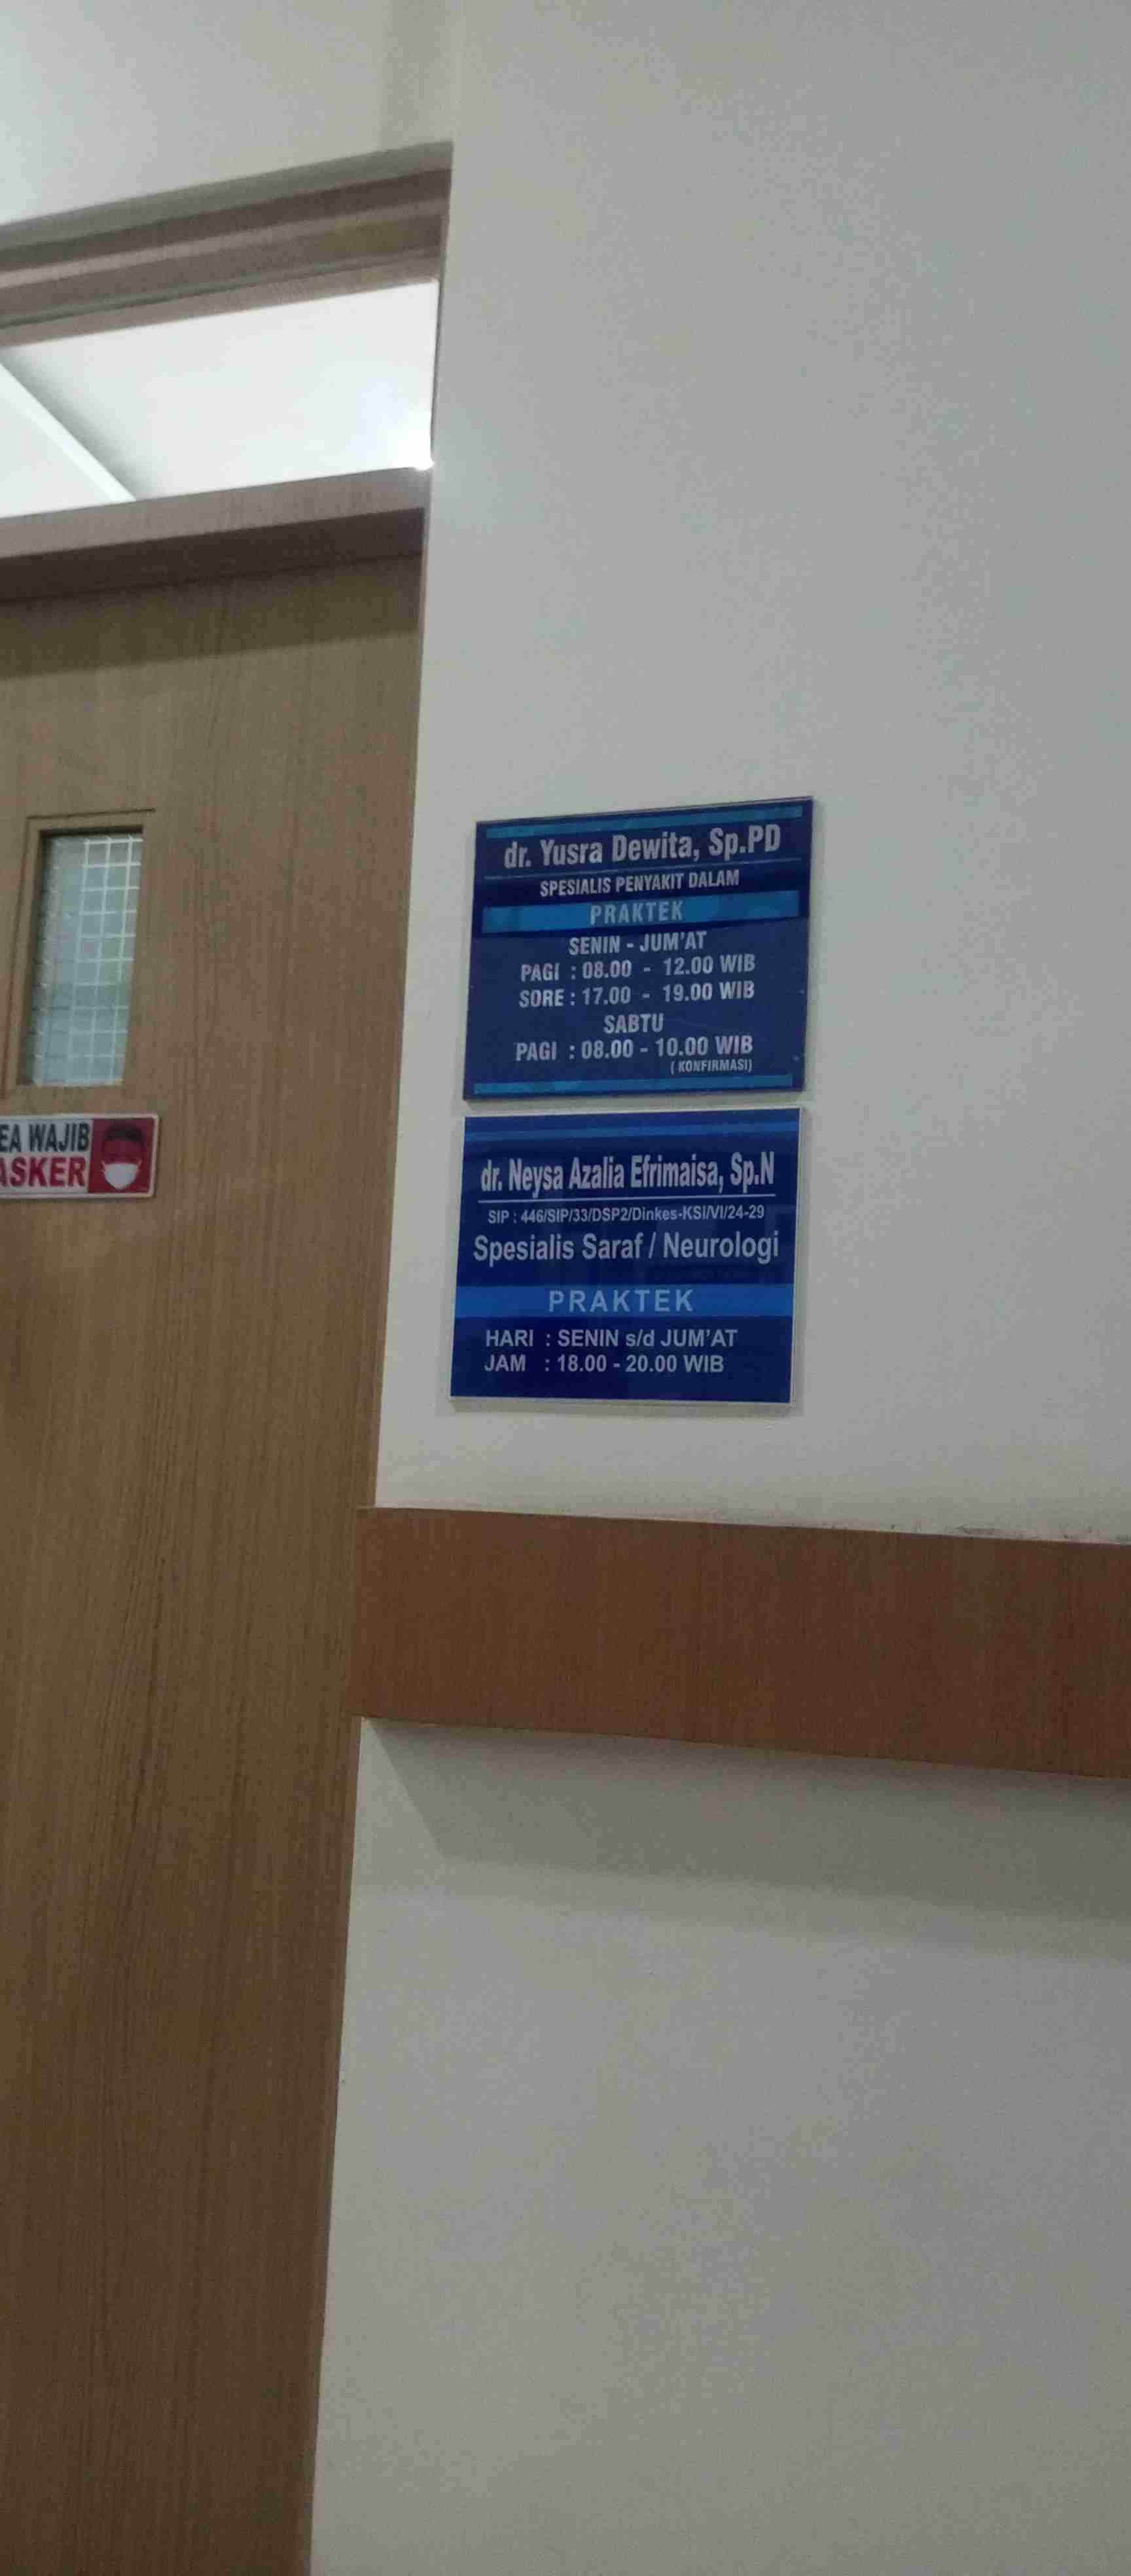 dr. Yusra Dewita, Sp.PD
SPESIALIS PENYAKIT DALAM
PRAKTEK
SENIN - JUM'AT
PAGI : 08.00 - 12.00 WIB
SORE : 17.00 - 19.00 WIB
SABTU
PAGI : 08.00 - 10.00 WIB
( KONFIRMASI)
EA WAJIB
ASKER
dr. Neysa Azalia Efrimaisa, Sp.N
SIP : 446/SIP/33/DSP2/Dinkes-KSI/VI/24-29
Spesialis Saraf / Neurologi
PRAKTEK
HARI : SENIN s/d JUM'AT
JAM : 18.00 - 20.00 WIB